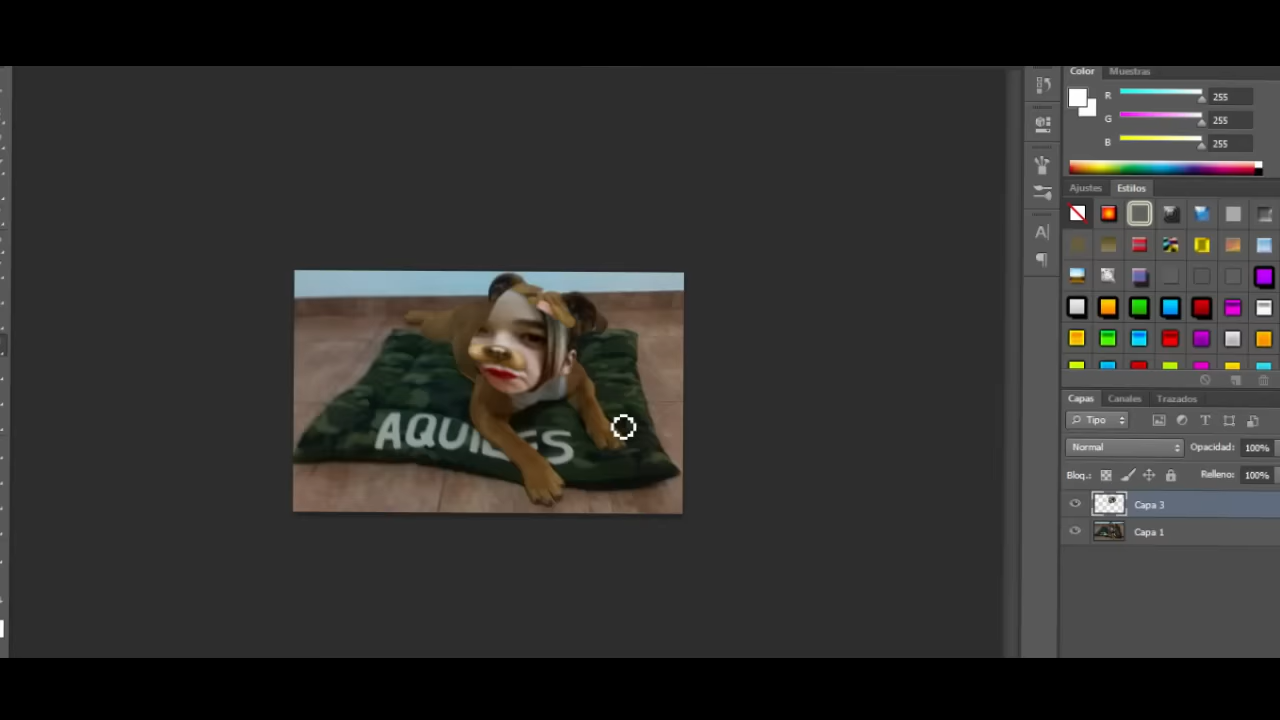 Color Muestras
R 255
G 255
B 255
Ajustes Estilos
AQUILES
Capas Canales Trazados
Tipo
Normal Opacidad: 100%
Bloq.: Relleno: 100%
Capa 3
Capa 1